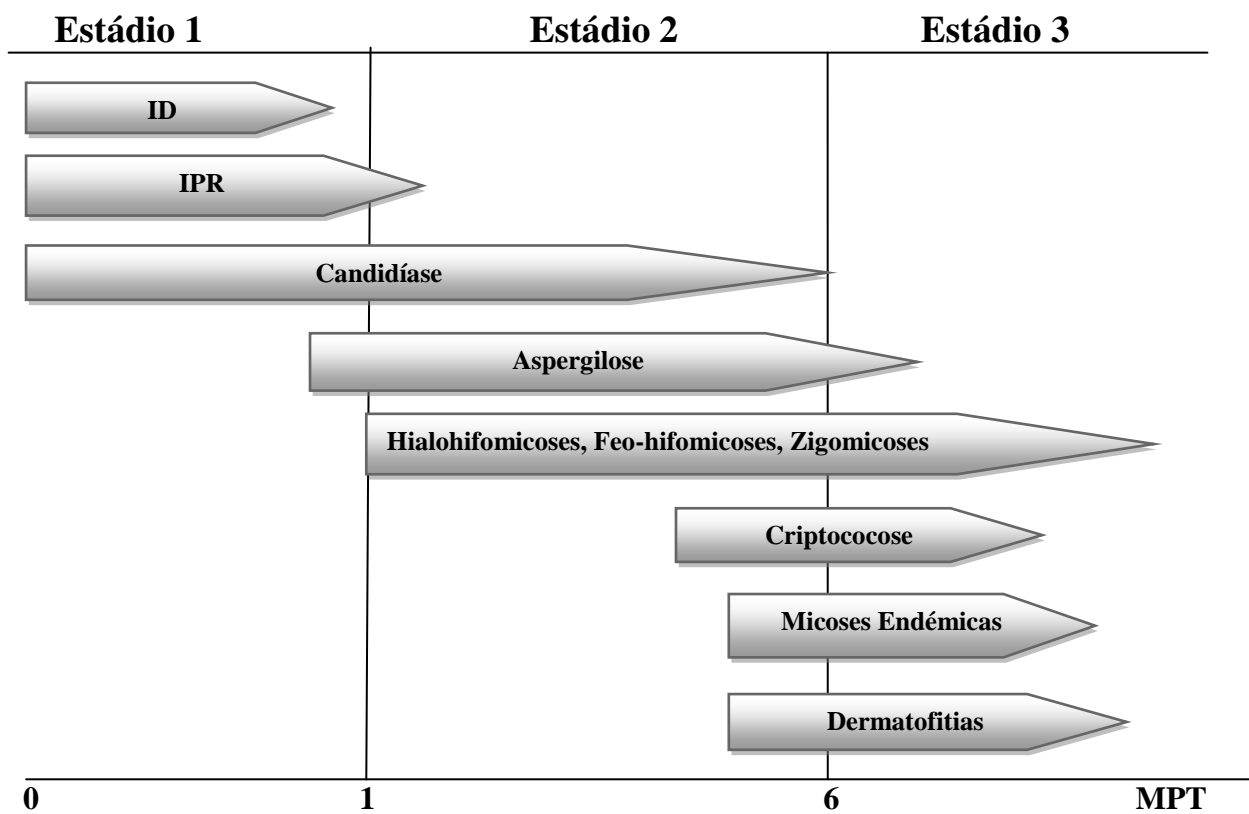 Estádio 1 Estádio 2 Estádio 3
ID
IPR
Candidíase
Aspergilose
Hialohifomicoses, Feo-hifomicoses, Zigomicoses
Criptococose
Micoses Endémicas
Dermatofitias
0 1 6 MPT